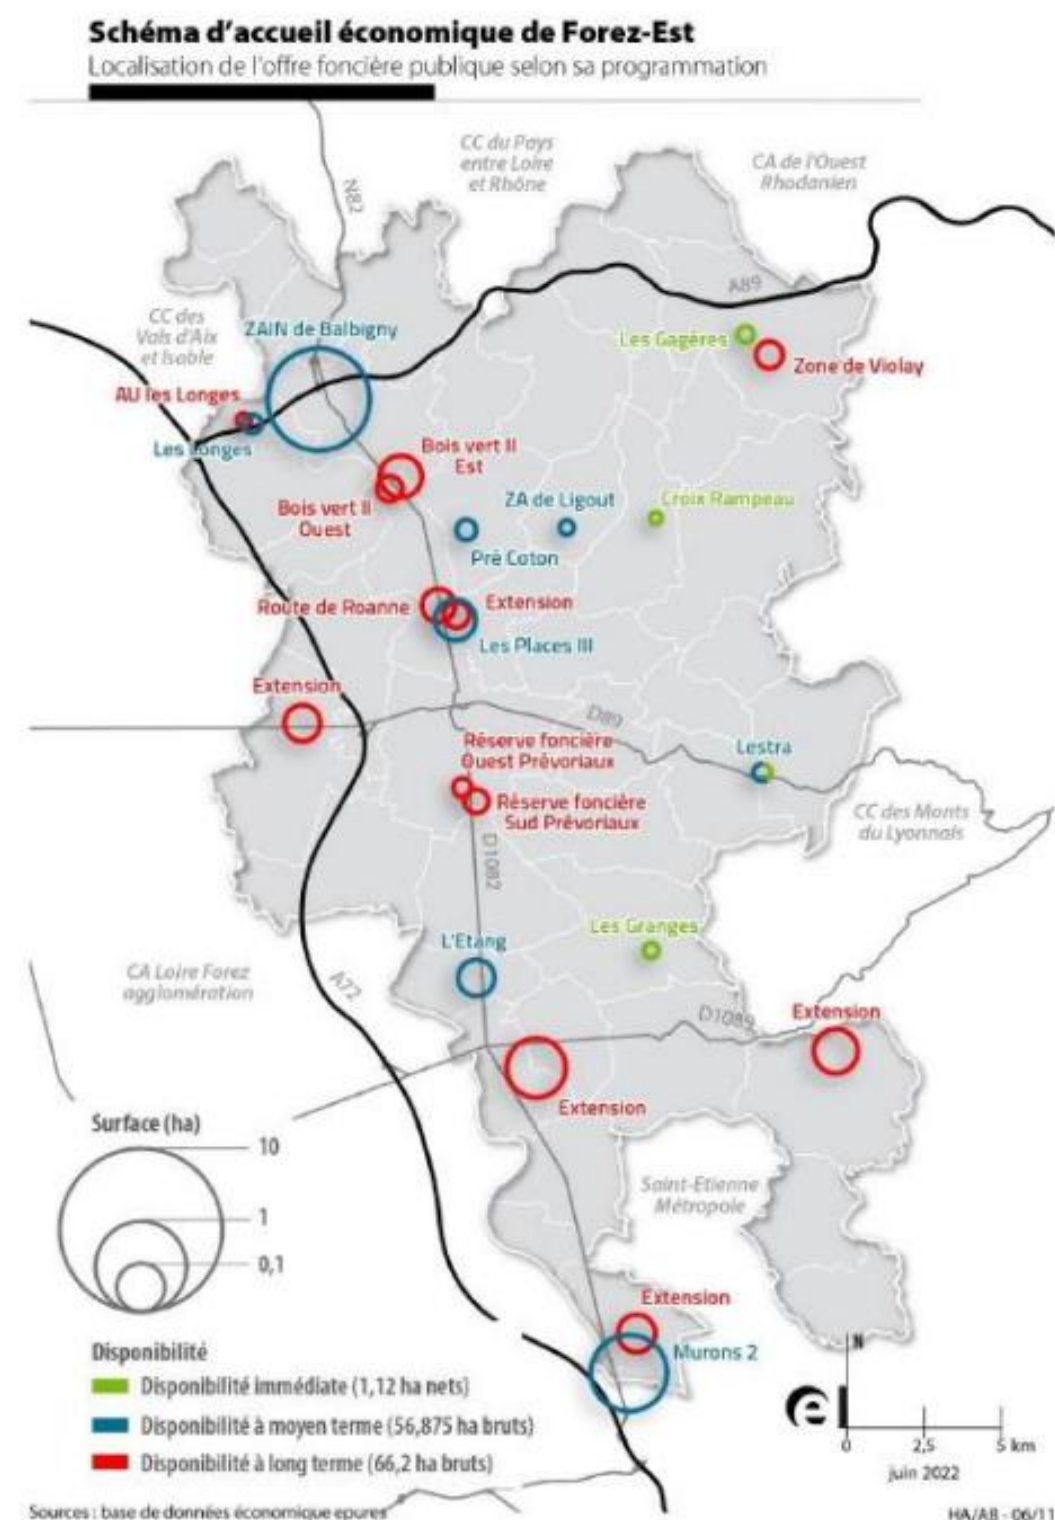 Schéma d'accueil économique de Forez-Est
Localisation de l'offre foncière publique selon sa programmation
CC du Pays
entre Loire
et Rhône
CA de l'Ouest
Rhodanien
N82
A89
CC des
Vals d'Aix
et Isable
ZAIN de Balbigny
Les Gagères
Zone de Violay
AU les Longes
Les Longes
Bois vert II
Est
Bois vert II
Ouest
ZA de Ligout
Croix Rampeau
Pré Coton
Route de Roanne
Extension
Les Places III
Extension
D89
Réserve foncière
Ouest Prévoriaux
Lestra
Réserve foncière
Sud Prévoriaux
CC des Monts
du Lyonnais
D1082
Les Granges
L'Etang
CA Loire Forez
agglomération
A72
D1089
Extension
Extension
Surface (ha)
10
1
0,1
Saint-Etienne
Métropole
Extension
Murons 2
Disponibilité
Disponibilité immédiate (1,12 ha nets)
Disponibilité à moyen terme (56,875 ha bruts)
Disponibilité à long terme (66,2 ha bruts)
N
e
0 2,5 5 km
juin 2022
Sources : base de données économique epures
HA/AB - 06/11